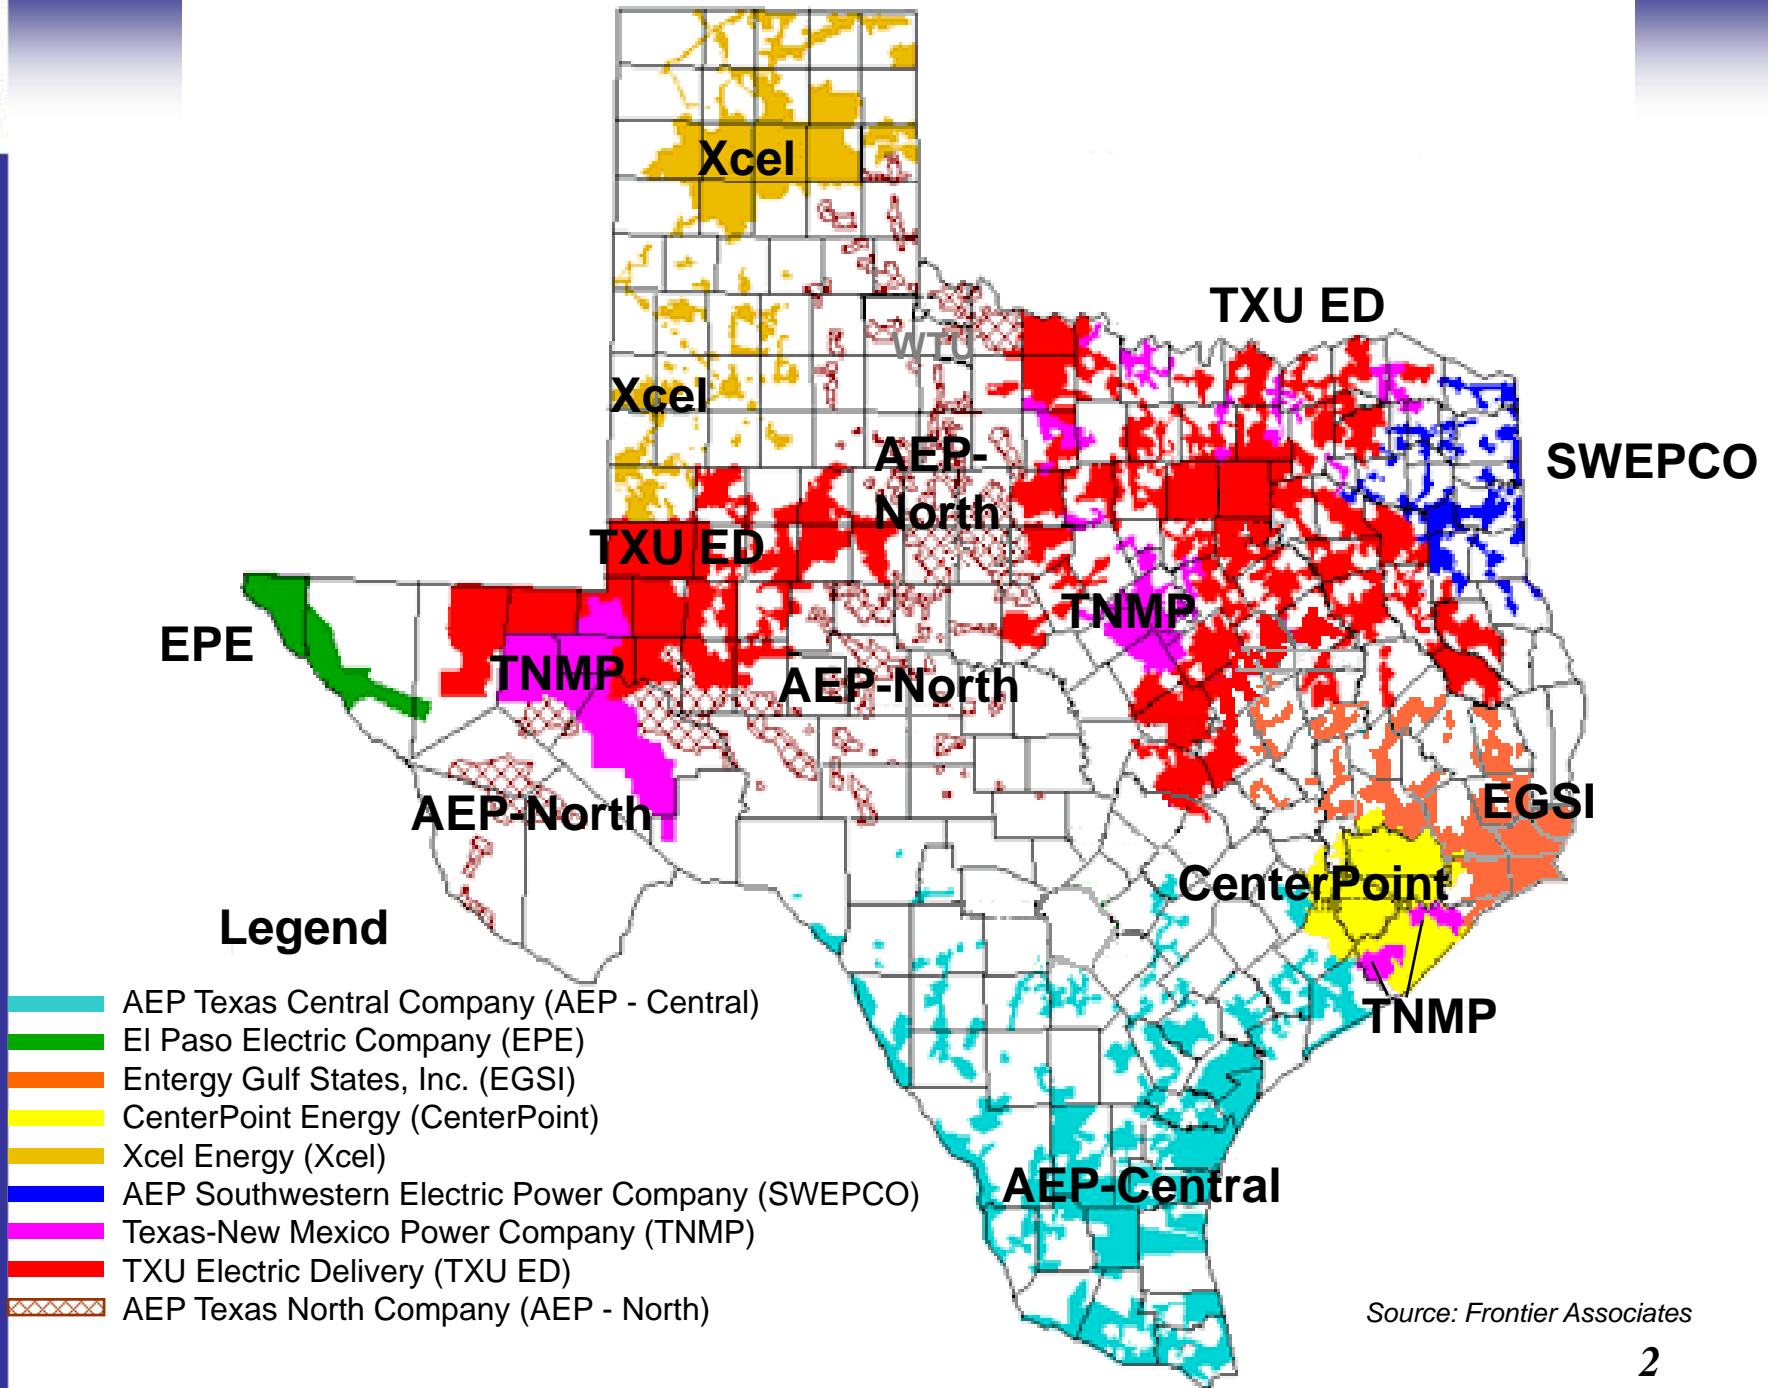 Xcel
TXU ED
WTU
Xcel
AEP-
North
SWEPCO
TXU ED
TNMP
EPE
TNMP
AEP-North
AEP-North
EGSI
CenterPoint
TNMP
AEP-Central
Legend
AEP Texas Central Company (AEP - Central)
El Paso Electric Company (EPE)
Entergy Gulf States, Inc. (EGSI)
CenterPoint Energy (CenterPoint)
Xcel Energy (Xcel)
AEP Southwestern Electric Power Company (SWEPCO)
Texas-New Mexico Power Company (TNMP)
TXU Electric Delivery (TXU ED)
AEP Texas North Company (AEP - North)
Source: Frontier Associates
2